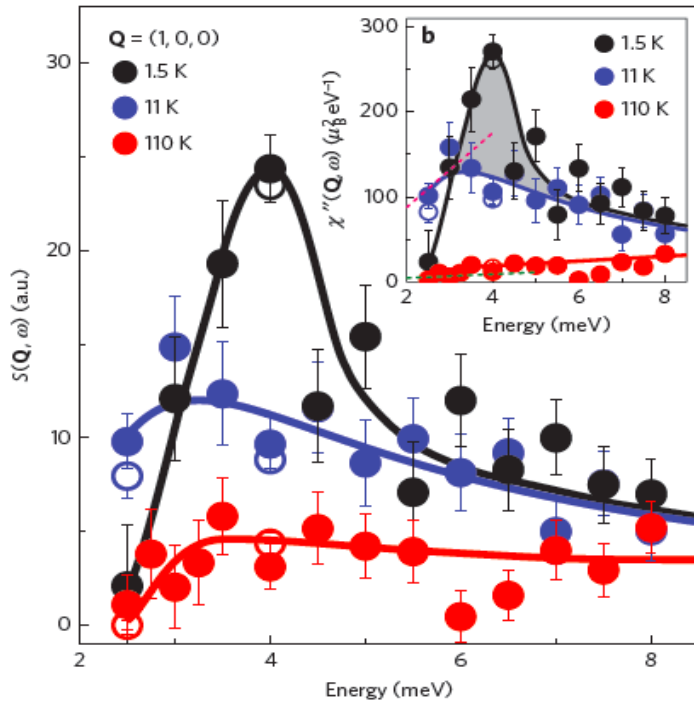 Q = (1, 0, 0)
1.5 K
11 K
110 K
S(Q, ω) (a.u.)
30
20
10
0
2
4
6
8
Energy (meV)
b
1.5 K
11 K
110 K
χ″(Q, ω) (μ_B² eV⁻¹)
300
200
100
0
2
4
6
8
Energy (meV)